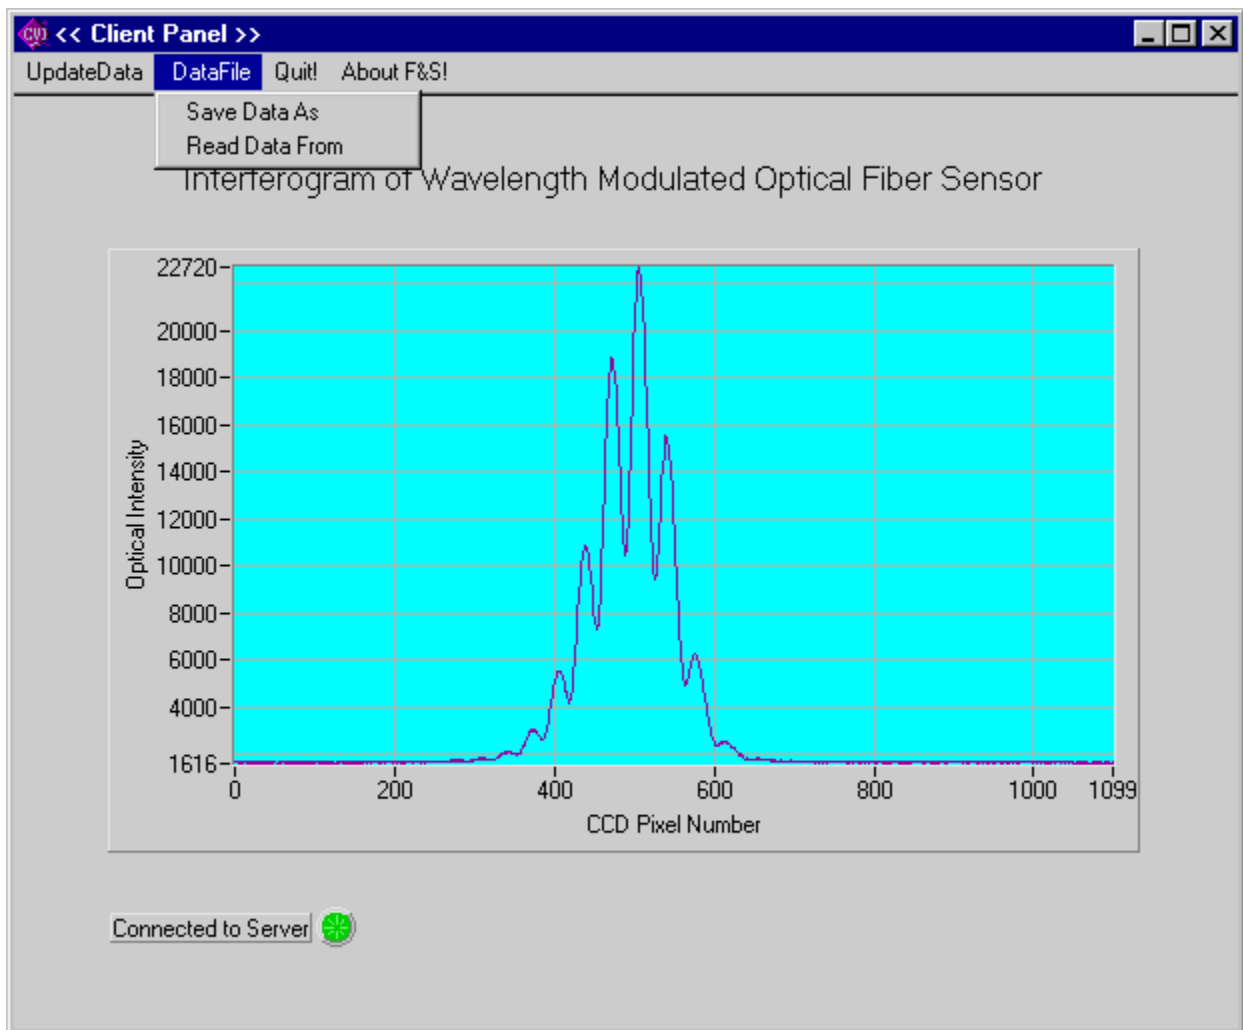 CVI << Client Panel >>
UpdateData DataFile Quit! About F&S!
Save Data As
Read Data From
Interferogram of Wavelength Modulated Optical Fiber Sensor
22720
20000
18000
16000
14000
12000
10000
8000
6000
4000
1616
Optical Intensity
0 200 400 600 800 1000 1099
CCD Pixel Number
Connected to Server